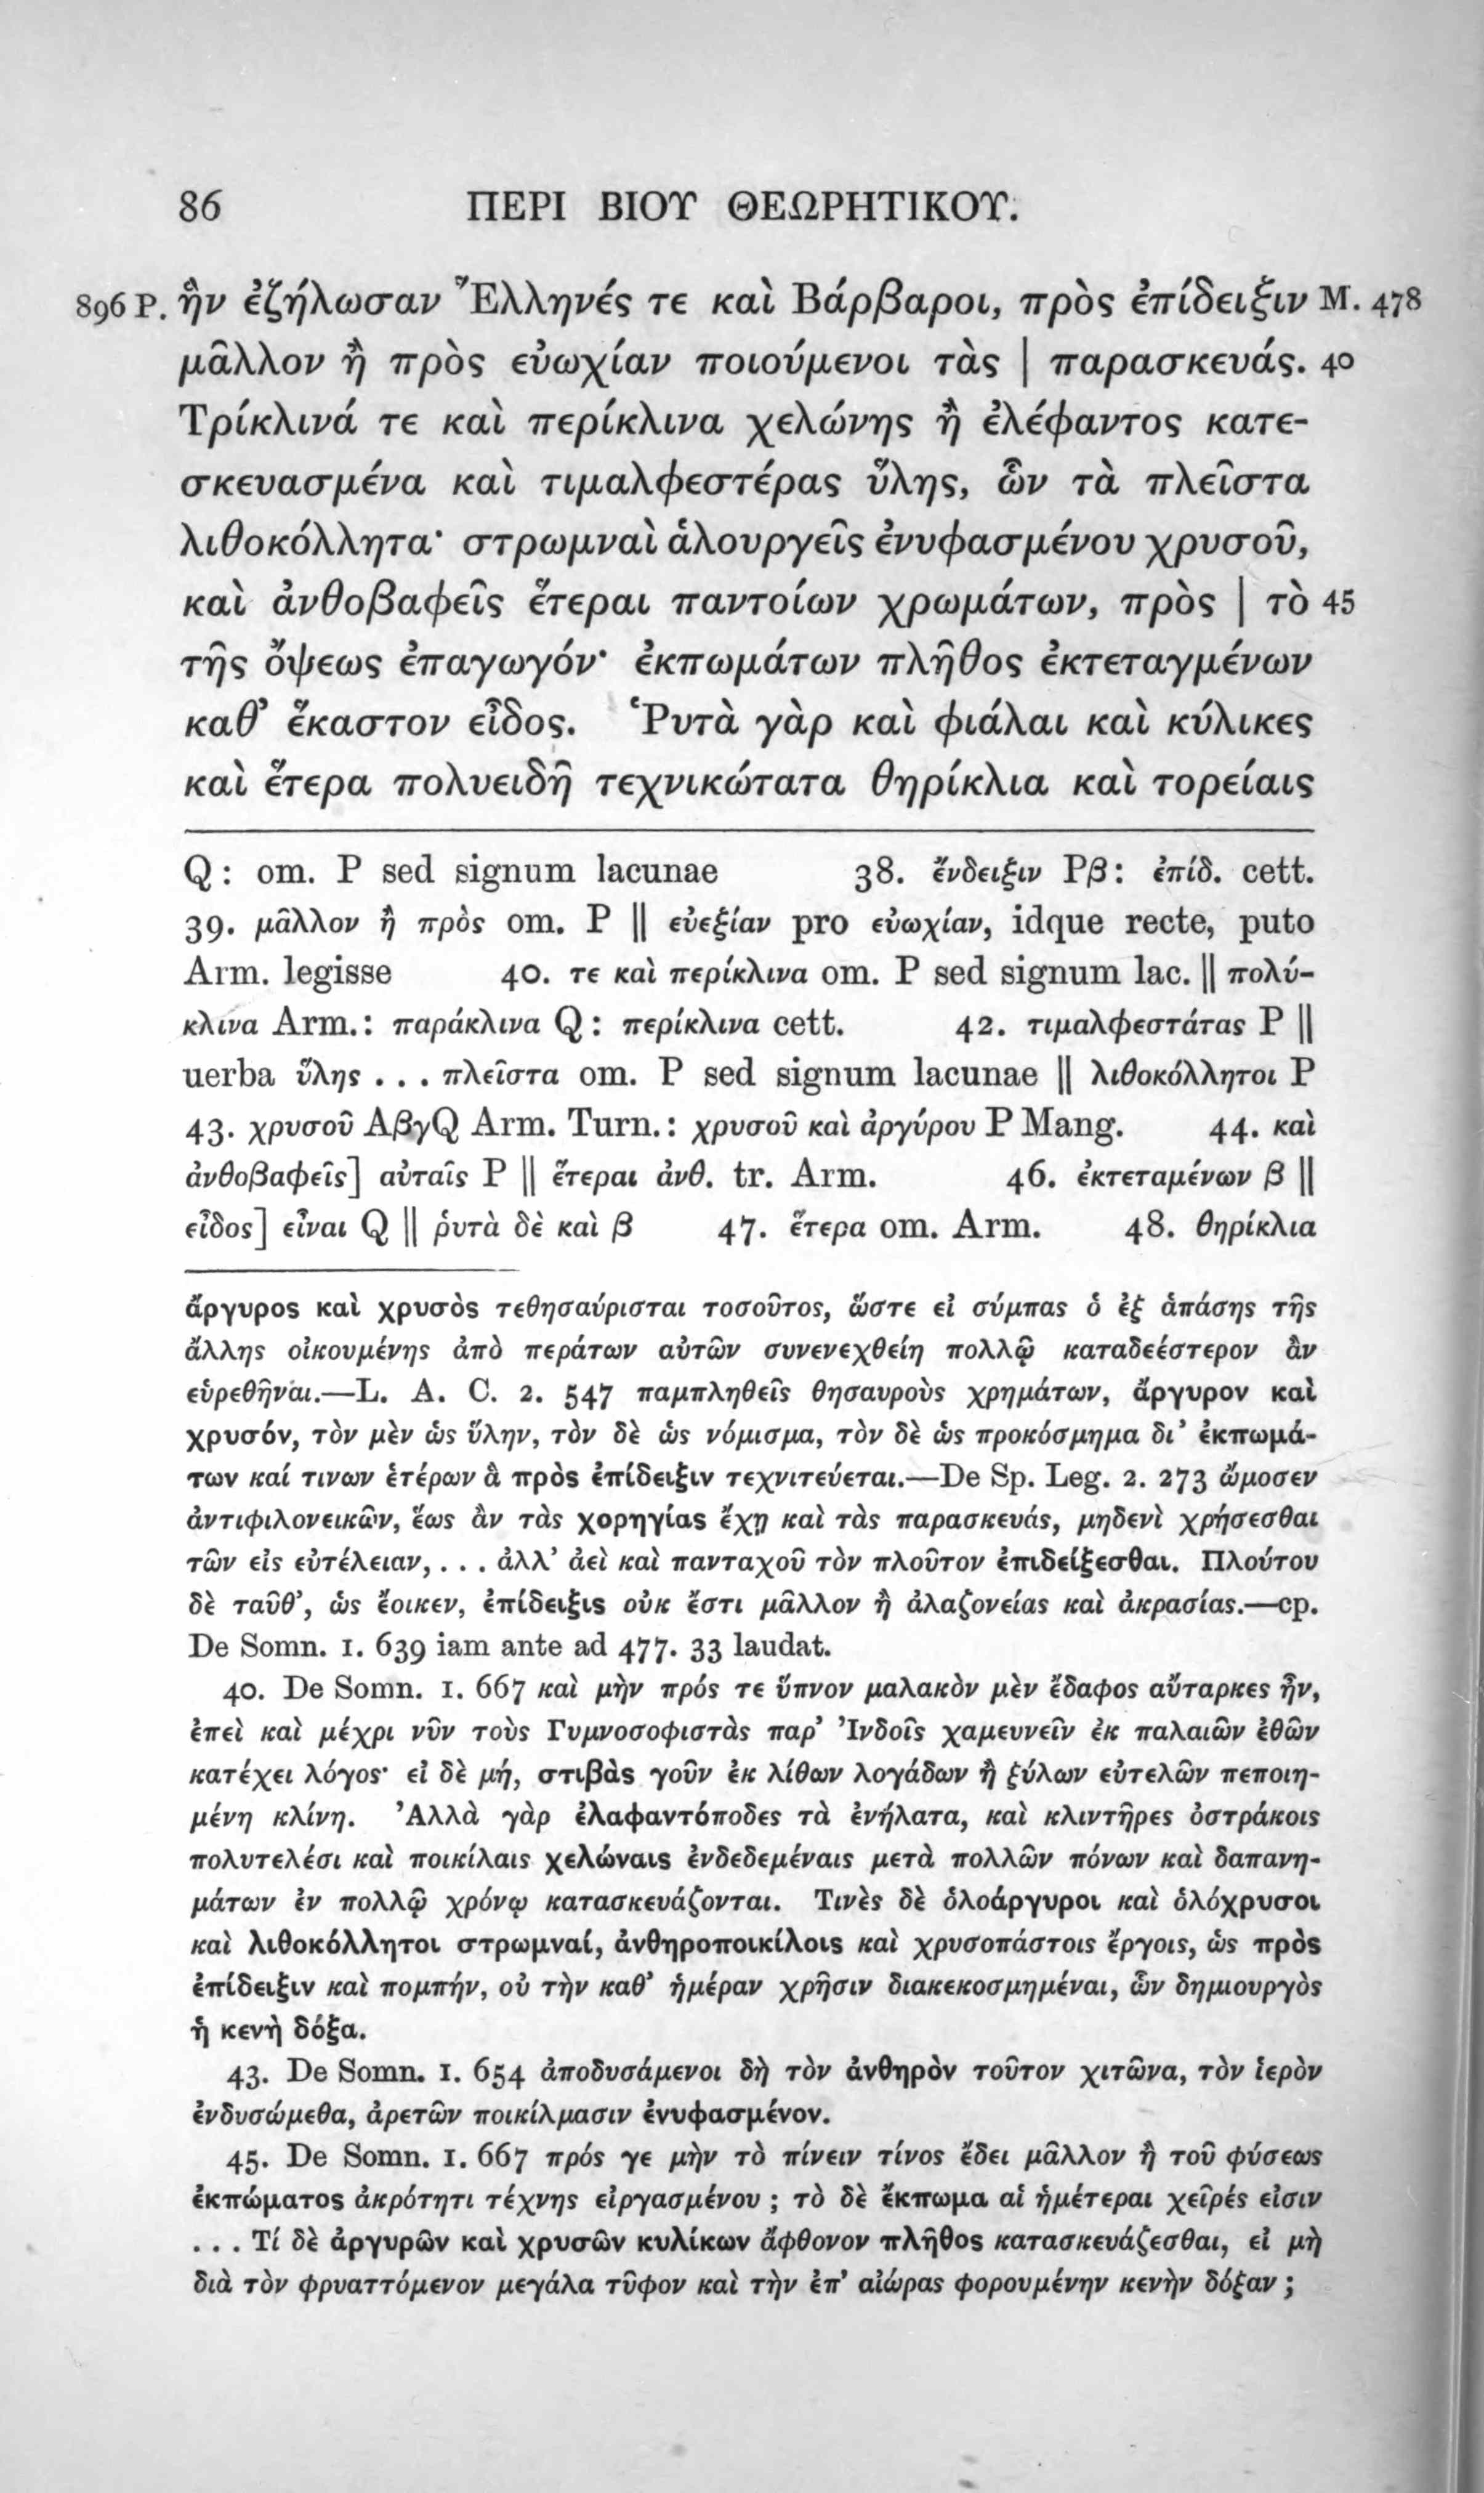 86 ΠΕΡΙ ΒΙΟΥ ΘΕΩΡΗΤΙΚΟΥ.
896 P. ἣν ἐζήλωσαν Ἕλληνές τε καὶ Βάρβαροι, πρὸς ἐπίδειξιν M. 478
μᾶλλον ἢ πρὸς εὐωχίαν ποιούμενοι τὰς | παρασκευάς. 40
Τρίκλινά τε καὶ περίκλινα χελώνης ἢ ἐλέφαντος κατε-
σκευασμένα καὶ τιμαλφεστέρας ὕλης, ὧν τὰ πλεῖστα
λιθοκόλλητα· στρωμναὶ ἁλουργεῖς ἐνυφασμένου χρυσοῦ,
καὶ ἀνθοβαφεῖς ἕτεραι παντοίων χρωμάτων, πρὸς | τὸ 45
τῆς ὄψεως ἐπαγωγόν· ἐκπωμάτων πλῆθος ἐκτεταγμένων
καθ’ ἕκαστον εἶδος. Ῥυτὰ γὰρ καὶ φιάλαι καὶ κύλικες
καὶ ἕτερα πολυειδῆ τεχνικώτατα θηρίκλια καὶ τορείαις
Q: om. P sed signum lacunae 38. ἔνδειξιν Pβ: ἐπίδ. cett.
39. μᾶλλον ἢ πρὸς om. P || εὐεξίαν pro εὐωχίαν, idque recte, puto
Arm. legisse 40. τε καὶ περίκλινα om. P sed signum lac. || πολύ-
κλινα Arm.: παράκλινα Q: περίκλινα cett. 42. τιμαλφεστάτας P ||
uerba ὕλης . . . πλεῖστα om. P sed signum lacunae || λιθοκόλλητοι P
43. χρυσοῦ AβγQ Arm. Turn.: χρυσοῦ καὶ ἀργύρου P Mang. 44. καὶ
ἀνθοβαφεῖς] αὐταῖς P || ἕτεραι ἀνθ. tr. Arm. 46. ἐκτεταμένων β ||
εἶδος] εἶναι Q || ῥυτὰ δὲ καὶ β 47. ἕτερα om. Arm. 48. θηρίκλια
ἄργυρος καὶ χρυσὸς τεθησαύρισται τοσοῦτος, ὥστε εἰ σύμπας ὁ ἐξ ἁπάσης τῆς
ἄλλης οἰκουμένης ἀπὸ περάτων αὐτῶν συνενεχθείη πολλῷ καταδεέστερον ἂν
εὑρεθῆναι.—L. A. C. 2. 547 παμπληθεῖς θησαυροὺς χρημάτων, ἄργυρον καὶ
χρυσόν, τὸν μὲν ὡς ὕλην, τὸν δὲ ὡς νόμισμα, τὸν δὲ ὡς προκόσμημα δι’ ἐκπωμά-
των καί τινων ἑτέρων ἃ πρὸς ἐπίδειξιν τεχνιτεύεται.—De Sp. Leg. 2. 273 ὤμοσεν
ἀντιφιλονεικῶν, ἕως ἂν τὰς χορηγίας ἔχῃ καὶ τὰς παρασκευάς, μηδενὶ χρήσεσθαι
τῶν εἰς εὐτέλειαν, . . . ἀλλ’ ἀεὶ καὶ πανταχοῦ τὸν πλοῦτον ἐπιδείξεσθαι. Πλούτου
δὲ ταῦθ’, ὡς ἔοικεν, ἐπίδειξις οὐκ ἔστι μᾶλλον ἢ ἀλαζονείας καὶ ἀκρασίας.—cp.
De Somn. 1. 639 iam ante ad 477. 33 laudat.
40. De Somn. 1. 667 καὶ μὴν πρός τε ὕπνον μαλακὸν μὲν ἔδαφος αὔταρκες ἦν,
ἐπεὶ καὶ μέχρι νῦν τοὺς Γυμνοσοφιστὰς παρ’ Ἰνδοῖς χαμευνεῖν ἐκ παλαιῶν ἐθῶν
κατέχει λόγος· εἰ δὲ μή, στιβὰς γοῦν ἐκ λίθων λογάδων ἢ ξύλων εὐτελῶν πεποιη-
μένη κλίνη. Ἀλλὰ γὰρ ἐλαφαντόποδες τὰ ἐνήλατα, καὶ κλιντῆρες ὀστράκοις
πολυτελέσι καὶ ποικίλαις χελώναις ἐνδεδεμέναις μετὰ πολλῶν πόνων καὶ δαπανη-
μάτων ἐν πολλῷ χρόνῳ κατασκευάζονται. Τινὲς δὲ ὁλοάργυροι καὶ ὁλόχρυσοι
καὶ λιθοκόλλητοι στρωμναί, ἀνθηροποικίλοις καὶ χρυσοπάστοις ἔργοις, ὡς πρὸς
ἐπίδειξιν καὶ πομπήν, οὐ τὴν καθ’ ἡμέραν χρῆσιν διακεκοσμημέναι, ὧν δημιουργὸς
ἡ κενὴ δόξα.
43. De Somn. 1. 654 ἀποδυσάμενοι δὴ τὸν ἀνθηρὸν τοῦτον χιτῶνα, τὸν ἱερὸν
ἐνδυσώμεθα, ἀρετῶν ποικίλμασιν ἐνυφασμένον.
45. De Somn. 1. 667 πρός γε μὴν τὸ πίνειν τίνος ἔδει μᾶλλον ἢ τοῦ φύσεως
ἐκπώματος ἀκρότητι τέχνης εἰργασμένου ; τὸ δὲ ἔκπωμα αἱ ἡμέτεραι χεῖρές εἰσιν
. . . Τί δὲ ἀργυρῶν καὶ χρυσῶν κυλίκων ἄφθονον πλῆθος κατασκευάζεσθαι, εἰ μὴ
διὰ τὸν φρυαττόμενον μεγάλα τῦφον καὶ τὴν ἐπ’ αἰώρας φορουμένην κενὴν δόξαν ;